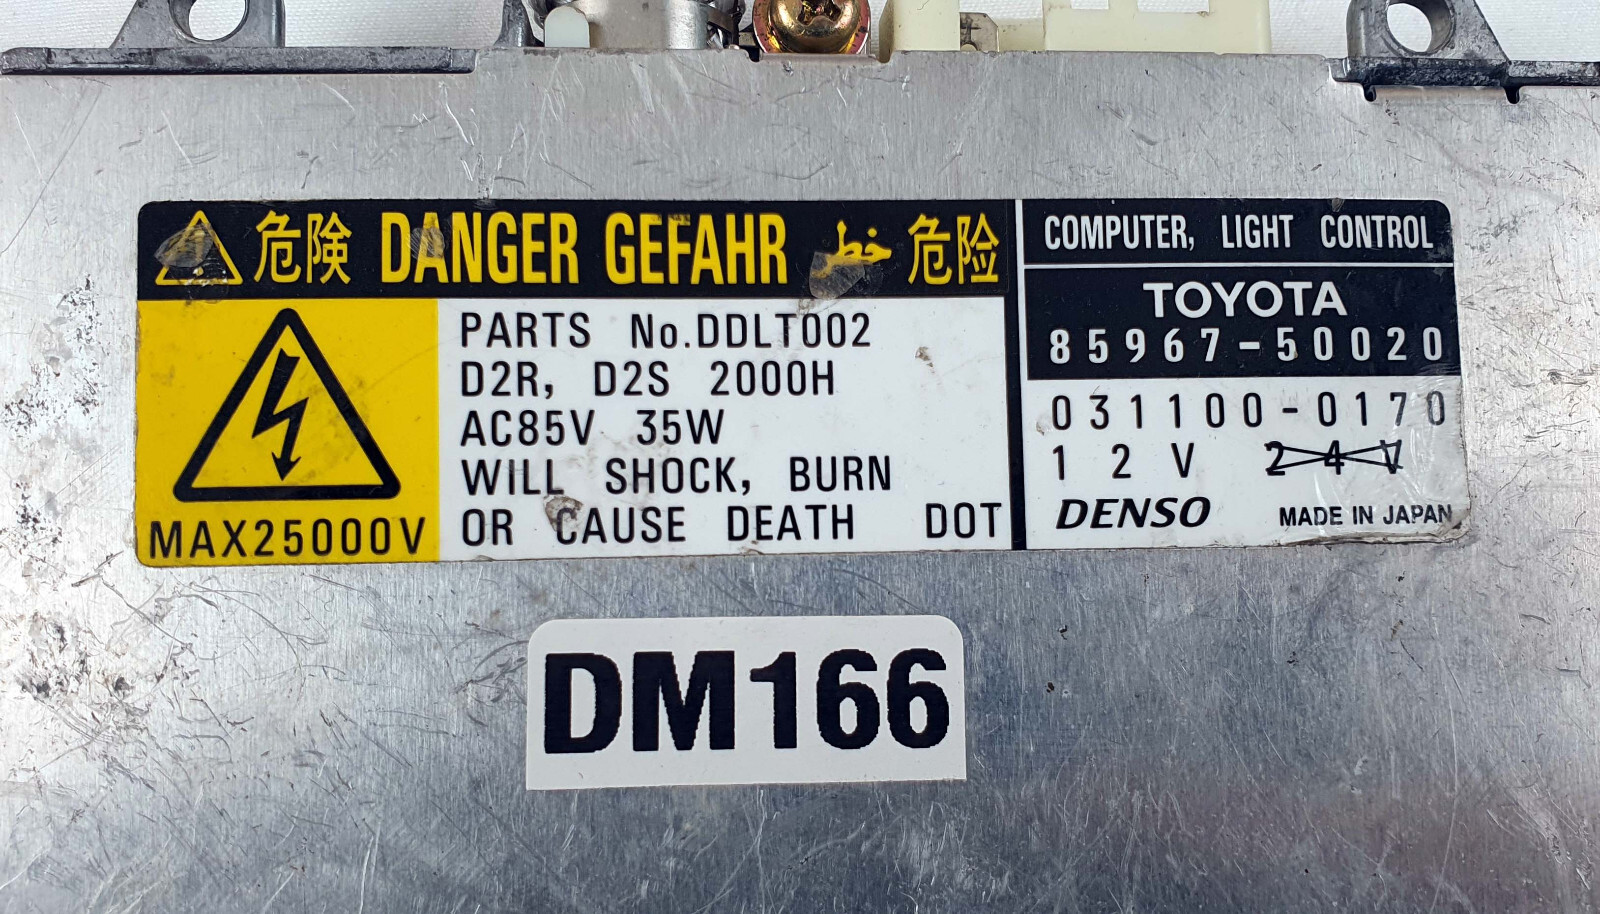 危険 DANGER GEFAHR خطر 危险
MAX25000V
PARTS No.DDLT002
D2R, D2S 2000H
AC85V 35W
WILL SHOCK, BURN
OR CAUSE DEATH DOT
COMPUTER, LIGHT CONTROL
TOYOTA
85967-50020
031100-0170
12V 24V
DENSO MADE IN JAPAN
DM166